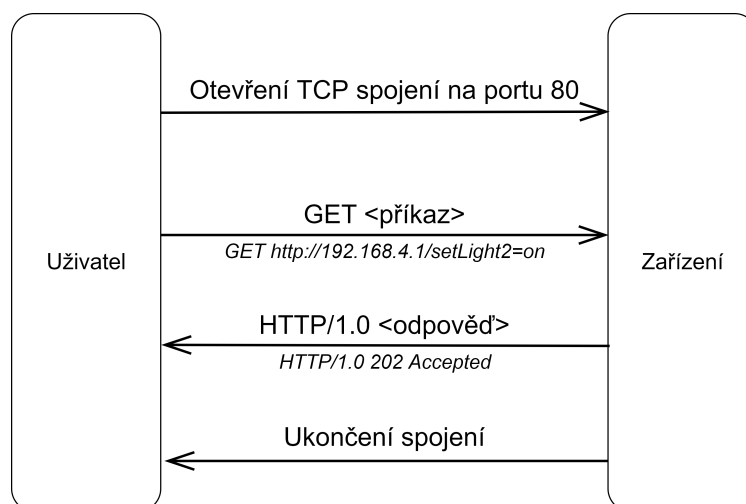 Otevření TCP spojení na portu 80
GET <příkaz>
GET http://192.168.4.1/setLight2=on
Uživatel
Zařízení
HTTP/1.0 <odpověď>
HTTP/1.0 202 Accepted
Ukončení spojení